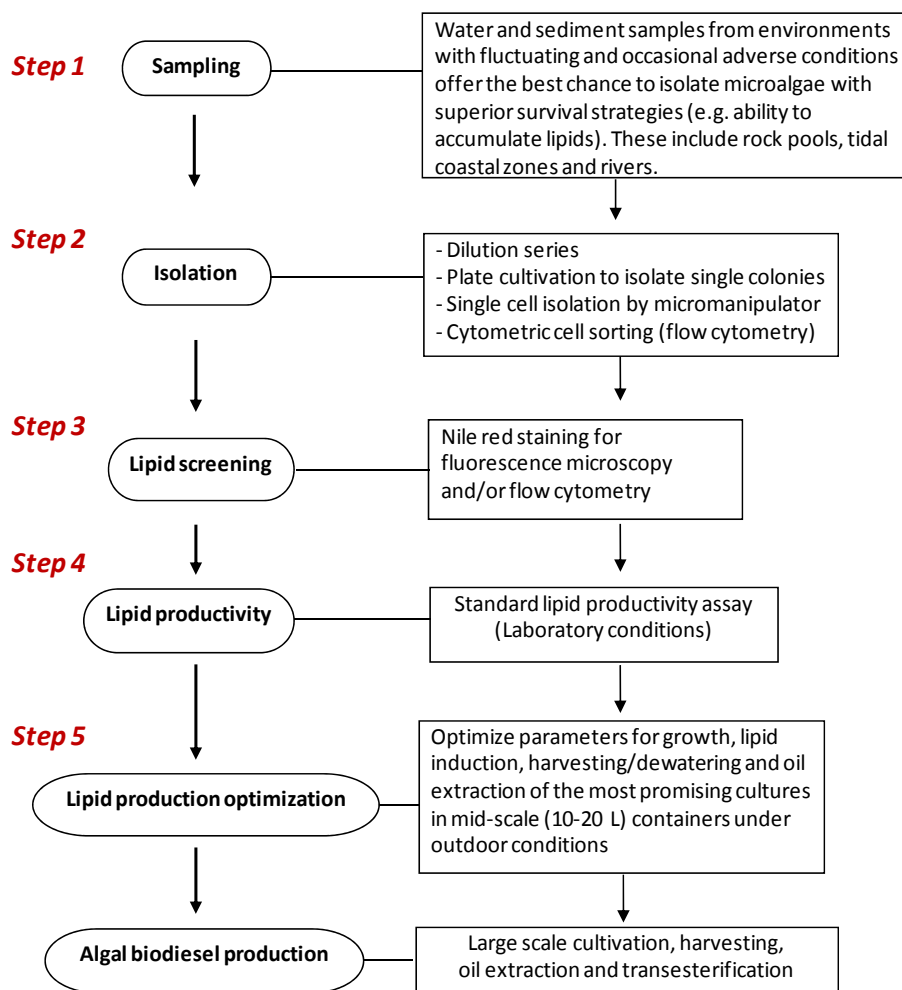 Step 1
Sampling
Water and sediment samples from environments
with fluctuating and occasional adverse conditions
offer the best chance to isolate microalgae with
superior survival strategies (e.g. ability to
accumulate lipids). These include rock pools, tidal
coastal zones and rivers.
Step 2
Isolation
- Dilution series
- Plate cultivation to isolate single colonies
- Single cell isolation by micromanipulator
- Cytometric cell sorting (flow cytometry)
Step 3
Lipid screening
Nile red staining for
fluorescence microscopy
and/or flow cytometry
Step 4
Lipid productivity
Standard lipid productivity assay
(Laboratory conditions)
Step 5
Lipid production optimization
Optimize parameters for growth, lipid
induction, harvesting/dewatering and oil
extraction of the most promising cultures
in mid-scale (10-20 L) containers under
outdoor conditions
Algal biodiesel production
Large scale cultivation, harvesting,
oil extraction and transesterification